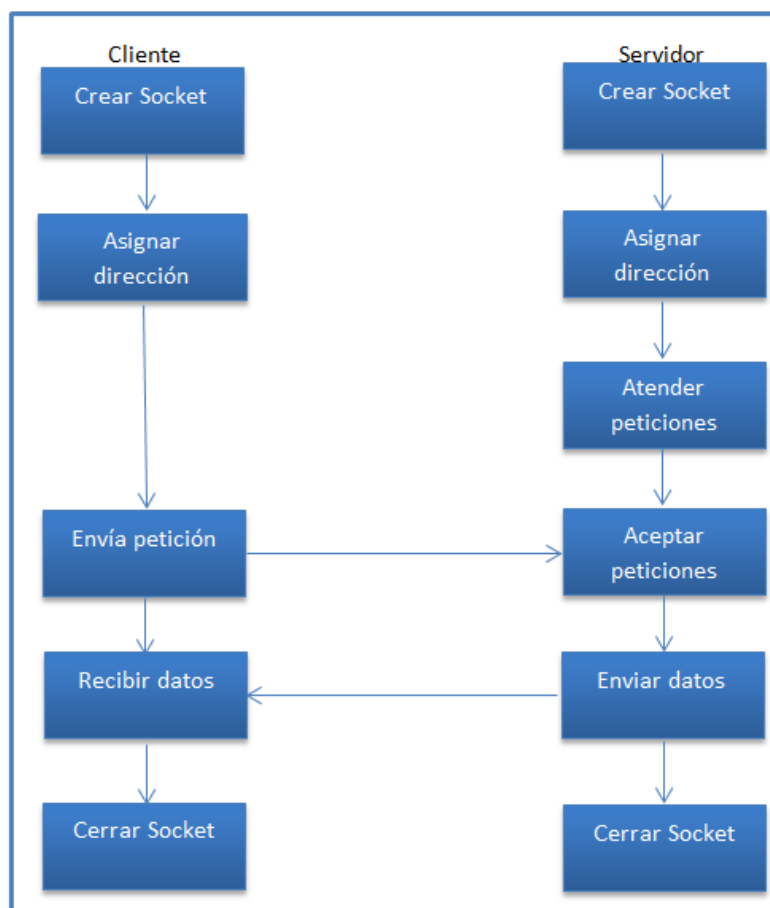 Cliente
Crear Socket
Asignar
dirección
Envía petición
Recibir datos
Cerrar Socket
Servidor
Crear Socket
Asignar
dirección
Atender
peticiones
Aceptar
peticiones
Enviar datos
Cerrar Socket